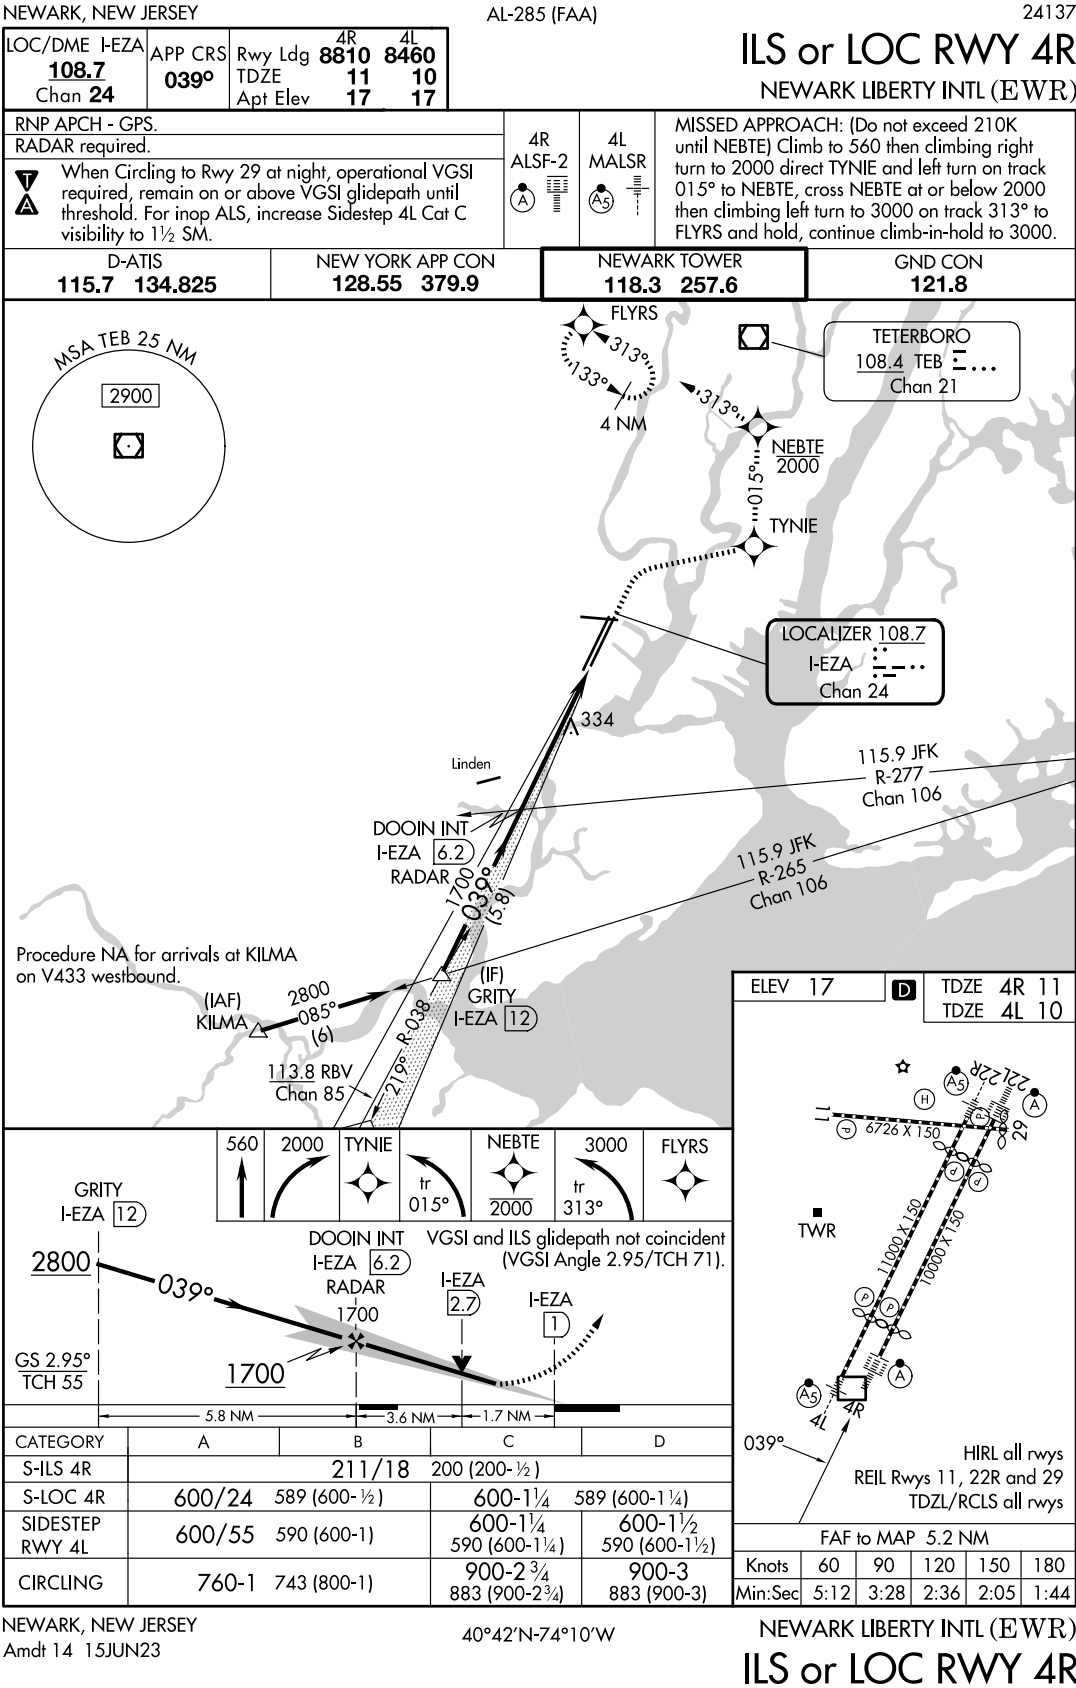 NEWARK, NEW JERSEY
AL-285 (FAA)
24137
LOC/DME I-EZA
108.7
Chan 24
APP CRS
039°
4R 4L
Rwy Ldg 8810 8460
TDZE 11 10
Apt Elev 17 17
ILS or LOC RWY 4R
NEWARK LIBERTY INTL (EWR)
RNP APCH - GPS.
RADAR required.
T
A
When Circling to Rwy 29 at night, operational VGSI
required, remain on or above VGSI glidepath until
threshold. For inop ALS, increase Sidestep 4L Cat C
visibility to 1½ SM.
4R
ALSF-2
A
4L
MALSR
A5
MISSED APPROACH: (Do not exceed 210K
until NEBTE) Climb to 560 then climbing right
turn to 2000 direct TYNIE and left turn on track
015° to NEBTE, cross NEBTE at or below 2000
then climbing left turn to 3000 on track 313° to
FLYRS and hold, continue climb-in-hold to 3000.
D-ATIS
115.7 134.825
NEW YORK APP CON
128.55 379.9
NEWARK TOWER
118.3 257.6
GND CON
121.8
MSA TEB 25 NM
2900
FLYRS
313°
133°
4 NM
313°
NEBTE
2000
015°
TYNIE
TETERBORO
108.4 TEB
Chan 21
LOCALIZER 108.7
I-EZA
Chan 24
334
Linden
115.9 JFK
R-277
Chan 106
DOOIN INT
I-EZA 6.2
RADAR
115.9 JFK
R-265
Chan 106
1700
039°
(5.8)
Procedure NA for arrivals at KILMA
on V433 westbound.
(IAF)
KILMA
2800
085°
(6)
(IF)
GRITY
I-EZA 12
113.8 RBV
Chan 85
219° R-038
ELEV 17
D
TDZE 4R 11
TDZE 4L 10
A5
22R
22L
A
H
P
11
6726 X 150
P
29
P
P
TWR
11000 X 150
10000 X 150
P
P
A5
A
4L
4R
039°
HIRL all rwys
REIL Rwys 11, 22R and 29
TDZL/RCLS all rwys
FAF to MAP 5.2 NM
Knots 60 90 120 150 180
Min:Sec 5:12 3:28 2:36 2:05 1:44
560
2000
TYNIE
tr
015°
NEBTE
2000
3000
tr
313°
FLYRS
GRITY
I-EZA 12
2800
039°
DOOIN INT
I-EZA 6.2
RADAR
1700
VGSI and ILS glidepath not coincident
(VGSI Angle 2.95/TCH 71).
I-EZA
2.7
I-EZA
1
GS 2.95°
TCH 55
1700
5.8 NM
3.6 NM
1.7 NM
CATEGORY A B C D
S-ILS 4R 211/18 200 (200-½)
S-LOC 4R 600/24 589 (600-½) 600-1¼ 589 (600-1¼)
SIDESTEP
RWY 4L
600/55 590 (600-1)
600-1¼
590 (600-1¼)
600-1½
590 (600-1½)
CIRCLING
760-1 743 (800-1)
900-2¾
883 (900-2¾)
900-3
883 (900-3)
NEWARK, NEW JERSEY
Amdt 14 15JUN23
40°42'N-74°10'W
NEWARK LIBERTY INTL (EWR)
ILS or LOC RWY 4R